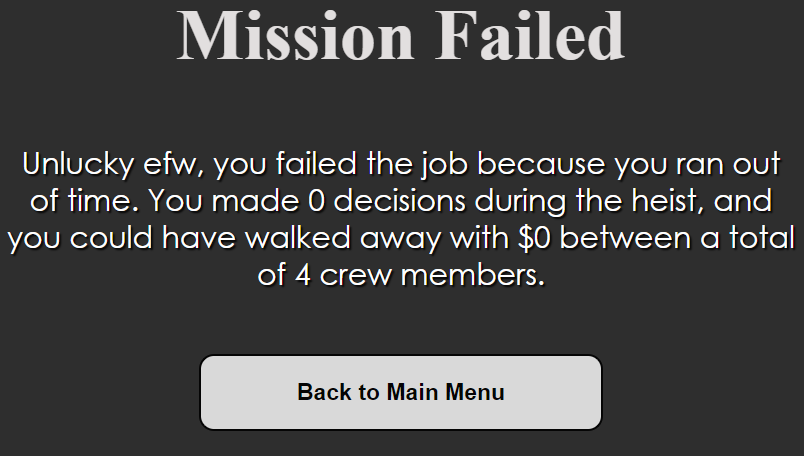 Mission Failed
Unlucky efw, you failed the job because you ran out
of time. You made 0 decisions during the heist, and
you could have walked away with $0 between a total
of 4 crew members.
Back to Main Menu